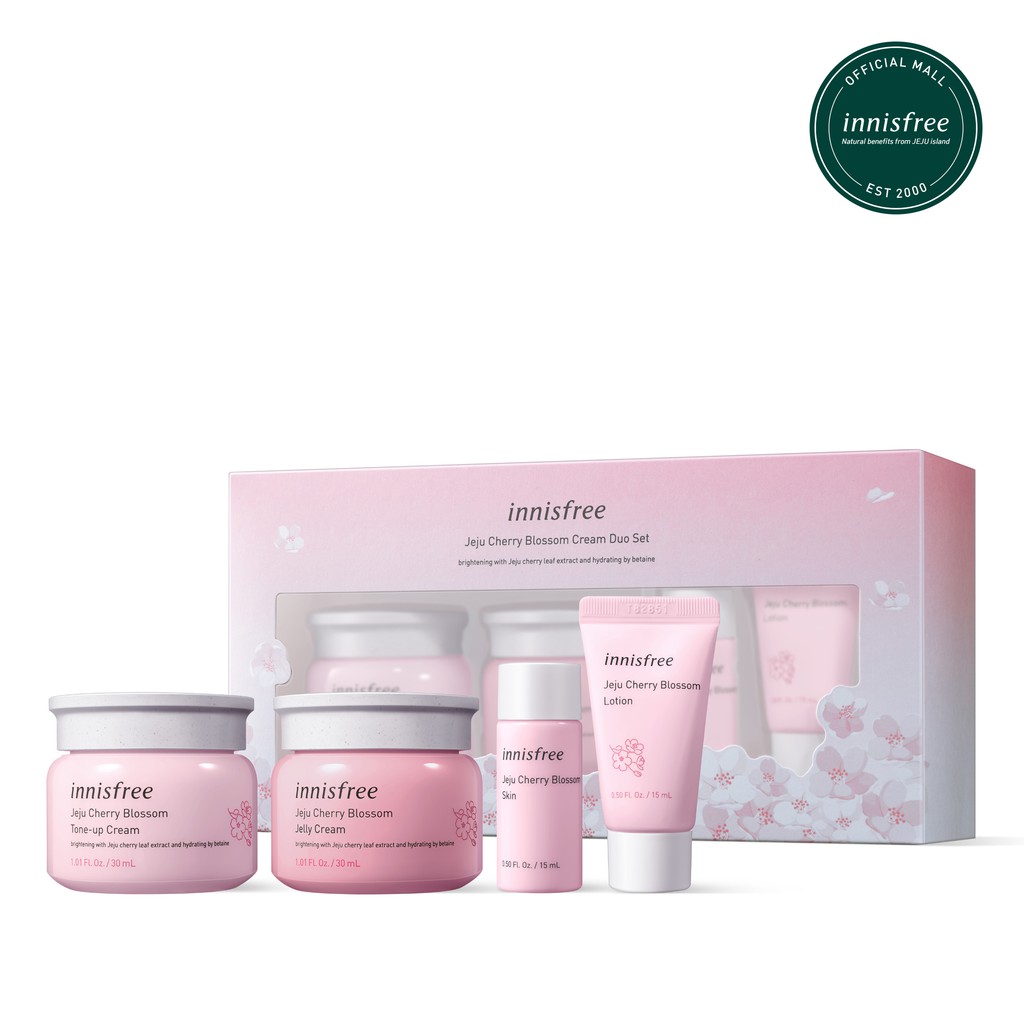 OFFICIAL MALL
innisfree
Natural benefits from JEJU island
EST 2000
innisfree
Jeju Cherry Blossom Cream Duo Set
brightening with Jeju cherry leaf extract and hydrating by betaine
innisfree
Jeju Cherry Blossom
Tone-up Cream
brightening with Jeju cherry leaf extract and hydrating by betaine
1.01 Fl. Oz. / 30 mL
innisfree
Jeju Cherry Blossom
Jelly Cream
brightening with Jeju cherry leaf extract and hydrating by betaine
1.01 Fl. Oz. / 30 mL
innisfree
Jeju Cherry Blossom
Skin
0.50 Fl. Oz. / 15 mL
innisfree
Jeju Cherry Blossom
Lotion
0.50 Fl. Oz. / 15 mL
innisfree
Cherry Blossom
Lotion